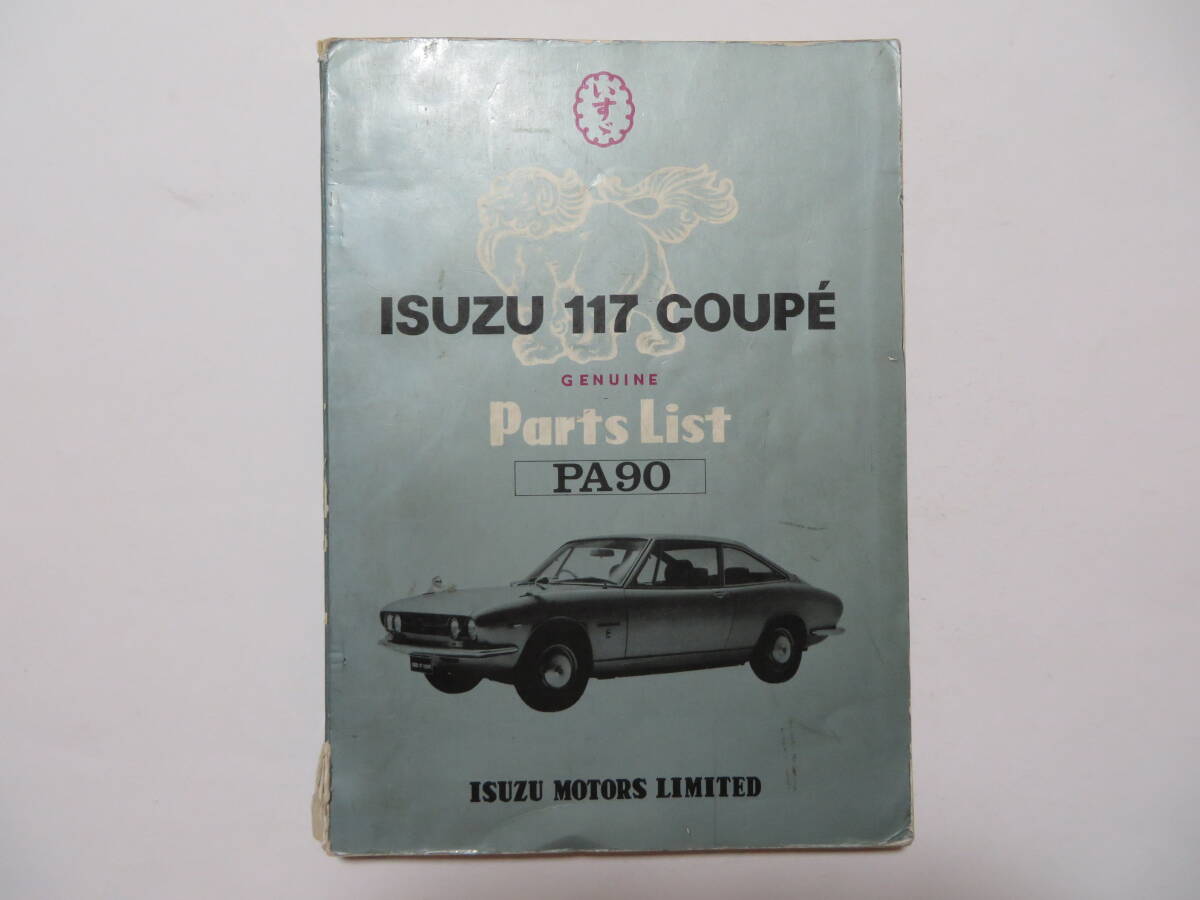 いすゞ
ISUZU 117 COUPÉ
GENUINE
Parts List
PA90
ISUZU MOTORS LIMITED